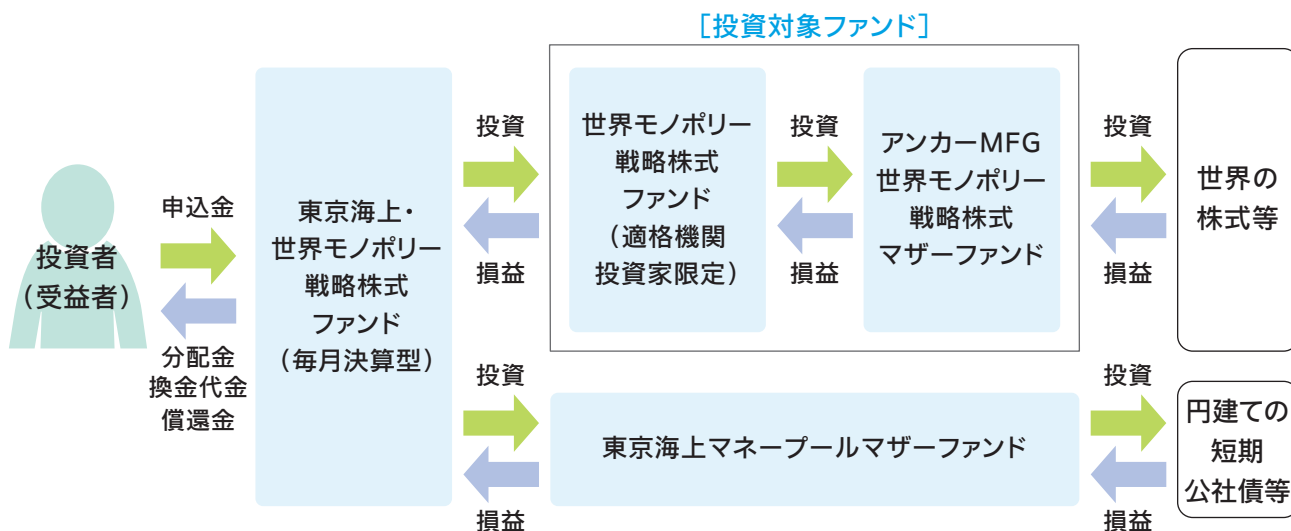 ［投資対象ファンド］
投資者
（受益者）
申込金
分配金
換金代金
償還金
東京海上・
世界モノポリー
戦略株式
ファンド
（毎月決算型）
投資
損益
世界モノポリー
戦略株式
ファンド
（適格機関
投資家限定）
投資
損益
アンカーMFG
世界モノポリー
戦略株式
マザーファンド
投資
損益
世界の
株式等
投資
損益
東京海上マネープールマザーファンド
投資
損益
円建ての
短期
公社債等